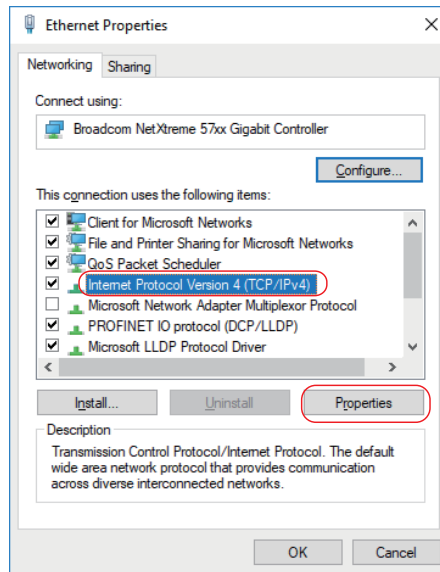 Ethernet Properties
Networking
Sharing
Connect using:
Broadcom NetXtreme 57xx Gigabit Controller
Configure...
This connection uses the following items:
Client for Microsoft Networks
File and Printer Sharing for Microsoft Networks
QoS Packet Scheduler
Internet Protocol Version 4 (TCP/IPv4)
Microsoft Network Adapter Multiplexor Protocol
PROFINET IO protocol (DCP/LLDP)
Microsoft LLDP Protocol Driver
Install...
Uninstall
Properties
Description
Transmission Control Protocol/Internet Protocol. The default
wide area network protocol that provides communication
across diverse interconnected networks.
OK
Cancel